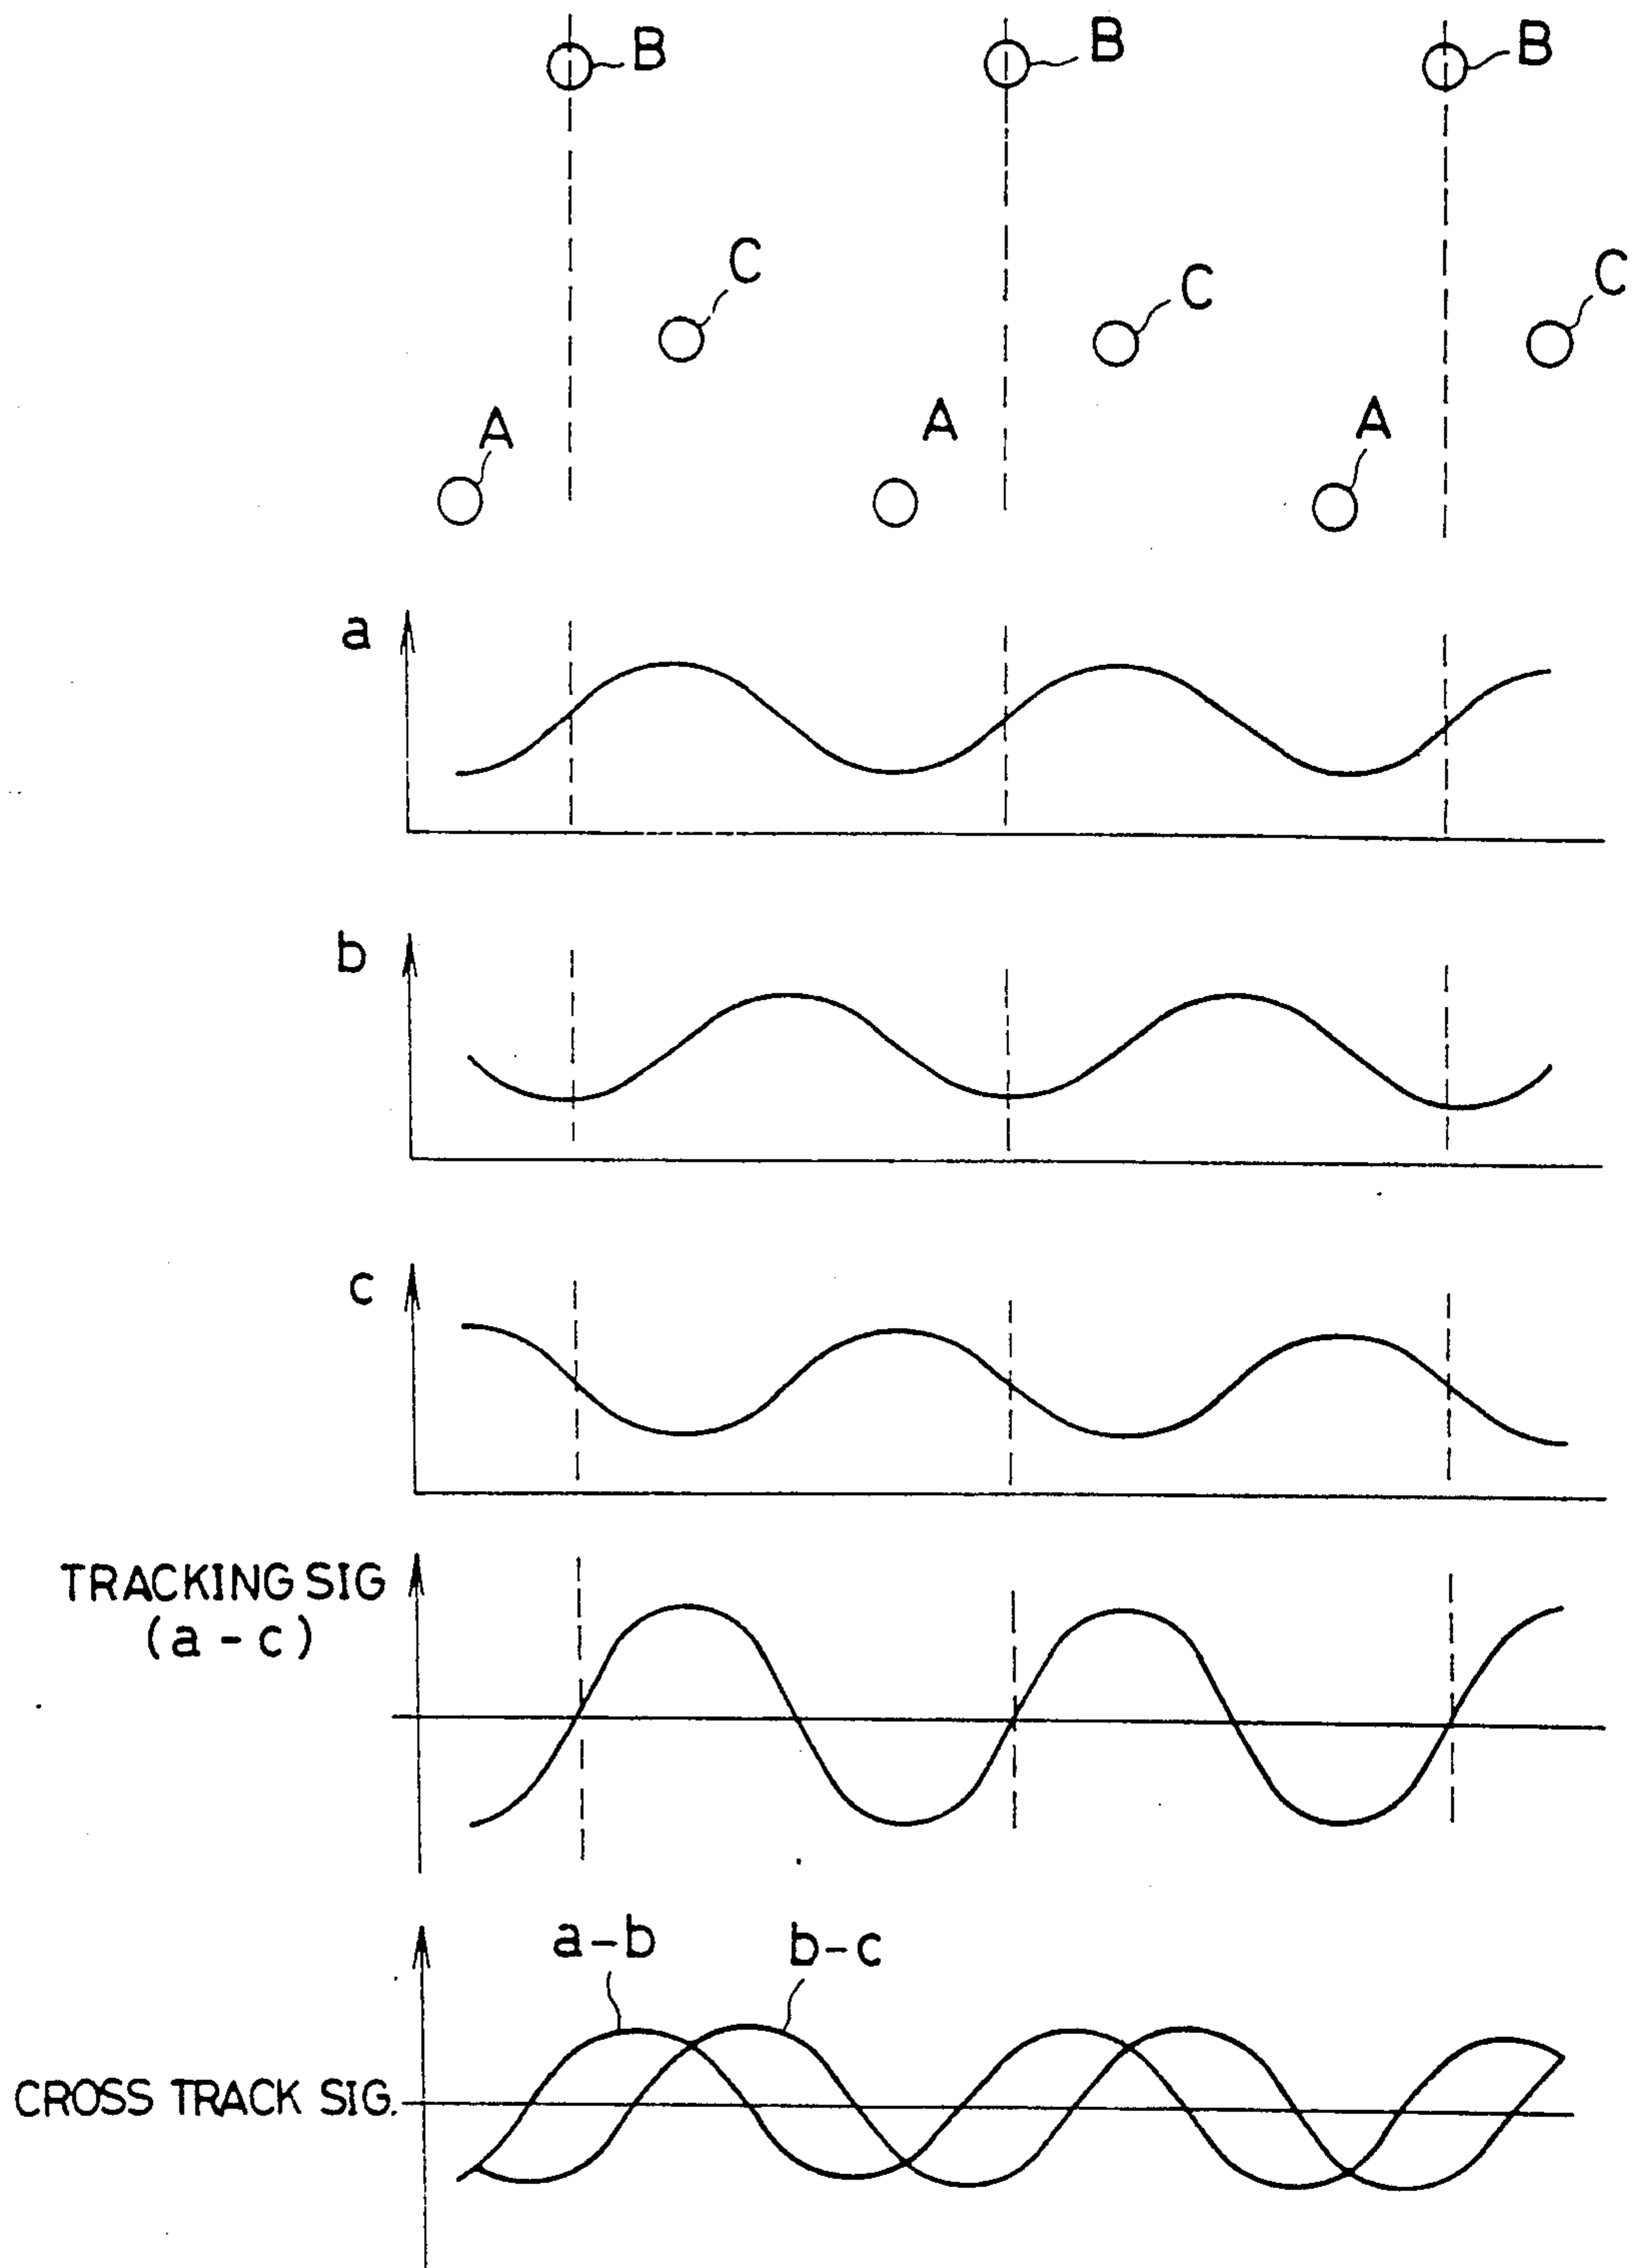 B B B
C C C
A A A
a
b
c
TRACKING SIG
(a - c)
a-b b-c
CROSS TRACK SIG.